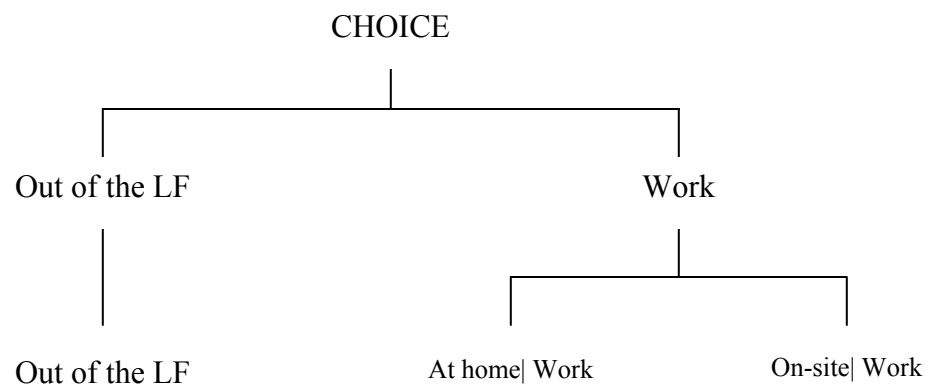 CHOICE
Out of the LF
Work
Out of the LF
At home| Work
On-site| Work